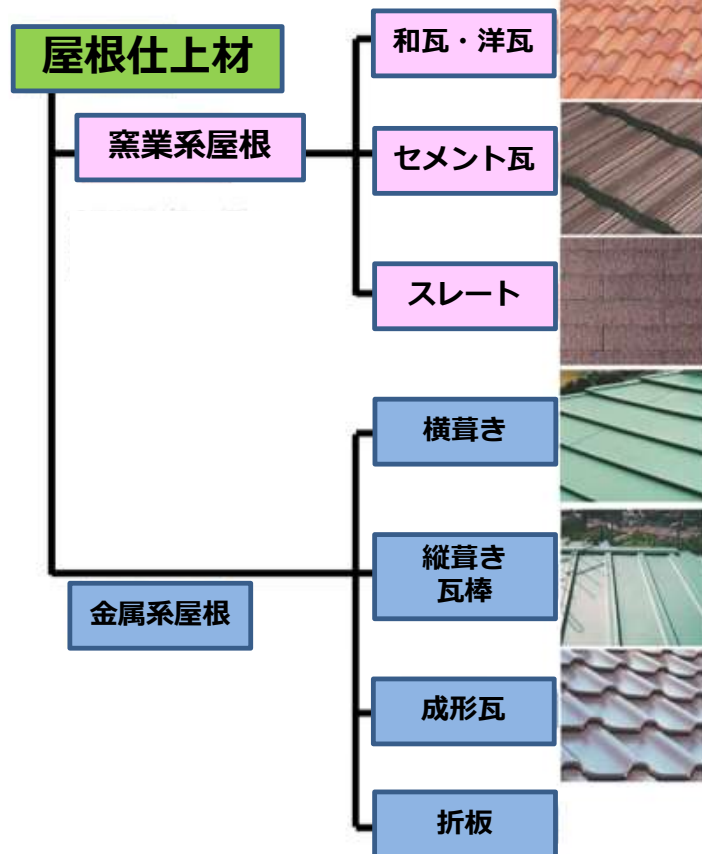 屋根仕上材
窯業系屋根
和瓦・洋瓦
セメント瓦
スレート
金属系屋根
横葺き
縦葺き
瓦棒
成形瓦
折板